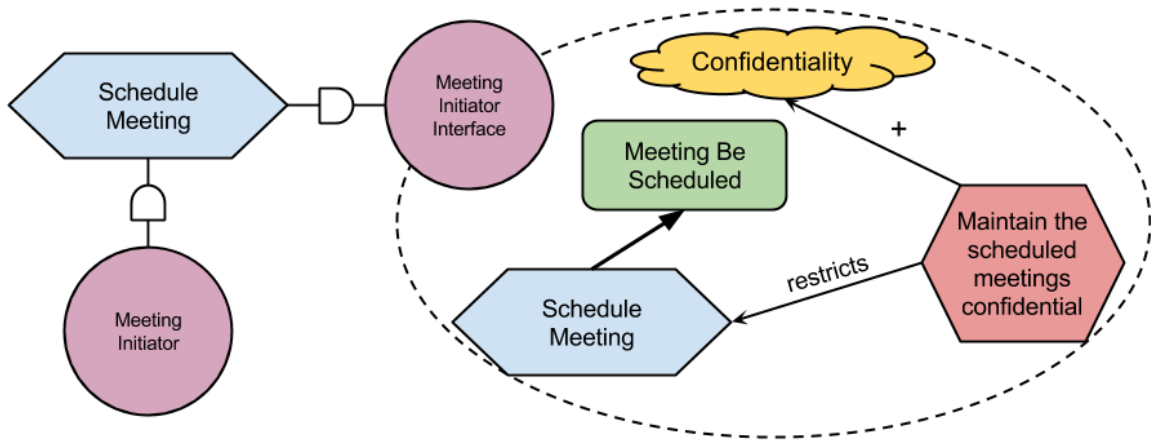 Schedule
Meeting
Meeting
Initiator
Interface
Meeting
Initiator
Confidentiality
+
Meeting Be
Scheduled
Maintain the
scheduled
meetings
confidential
restricts
Schedule
Meeting